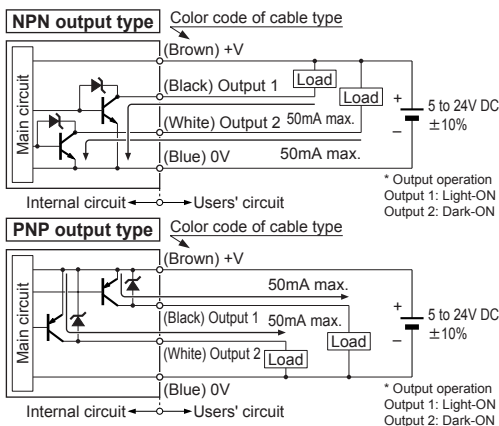 NPN output type
Color code of cable type
(Brown) +V
(Black) Output 1
Load
Load
(White) Output 2
50mA max.
+
−
5 to 24V DC
±10%
Main circuit
50mA max.
(Blue) 0V
* Output operation
Output 1: Light-ON
Output 2: Dark-ON
Internal circuit
Users' circuit
PNP output type
Color code of cable type
(Brown) +V
50mA max.
(Black) Output 1
50mA max.
+
−
5 to 24V DC
±10%
Main circuit
(White) Output 2
Load
Load
(Blue) 0V
* Output operation
Output 1: Light-ON
Output 2: Dark-ON
Internal circuit
Users' circuit